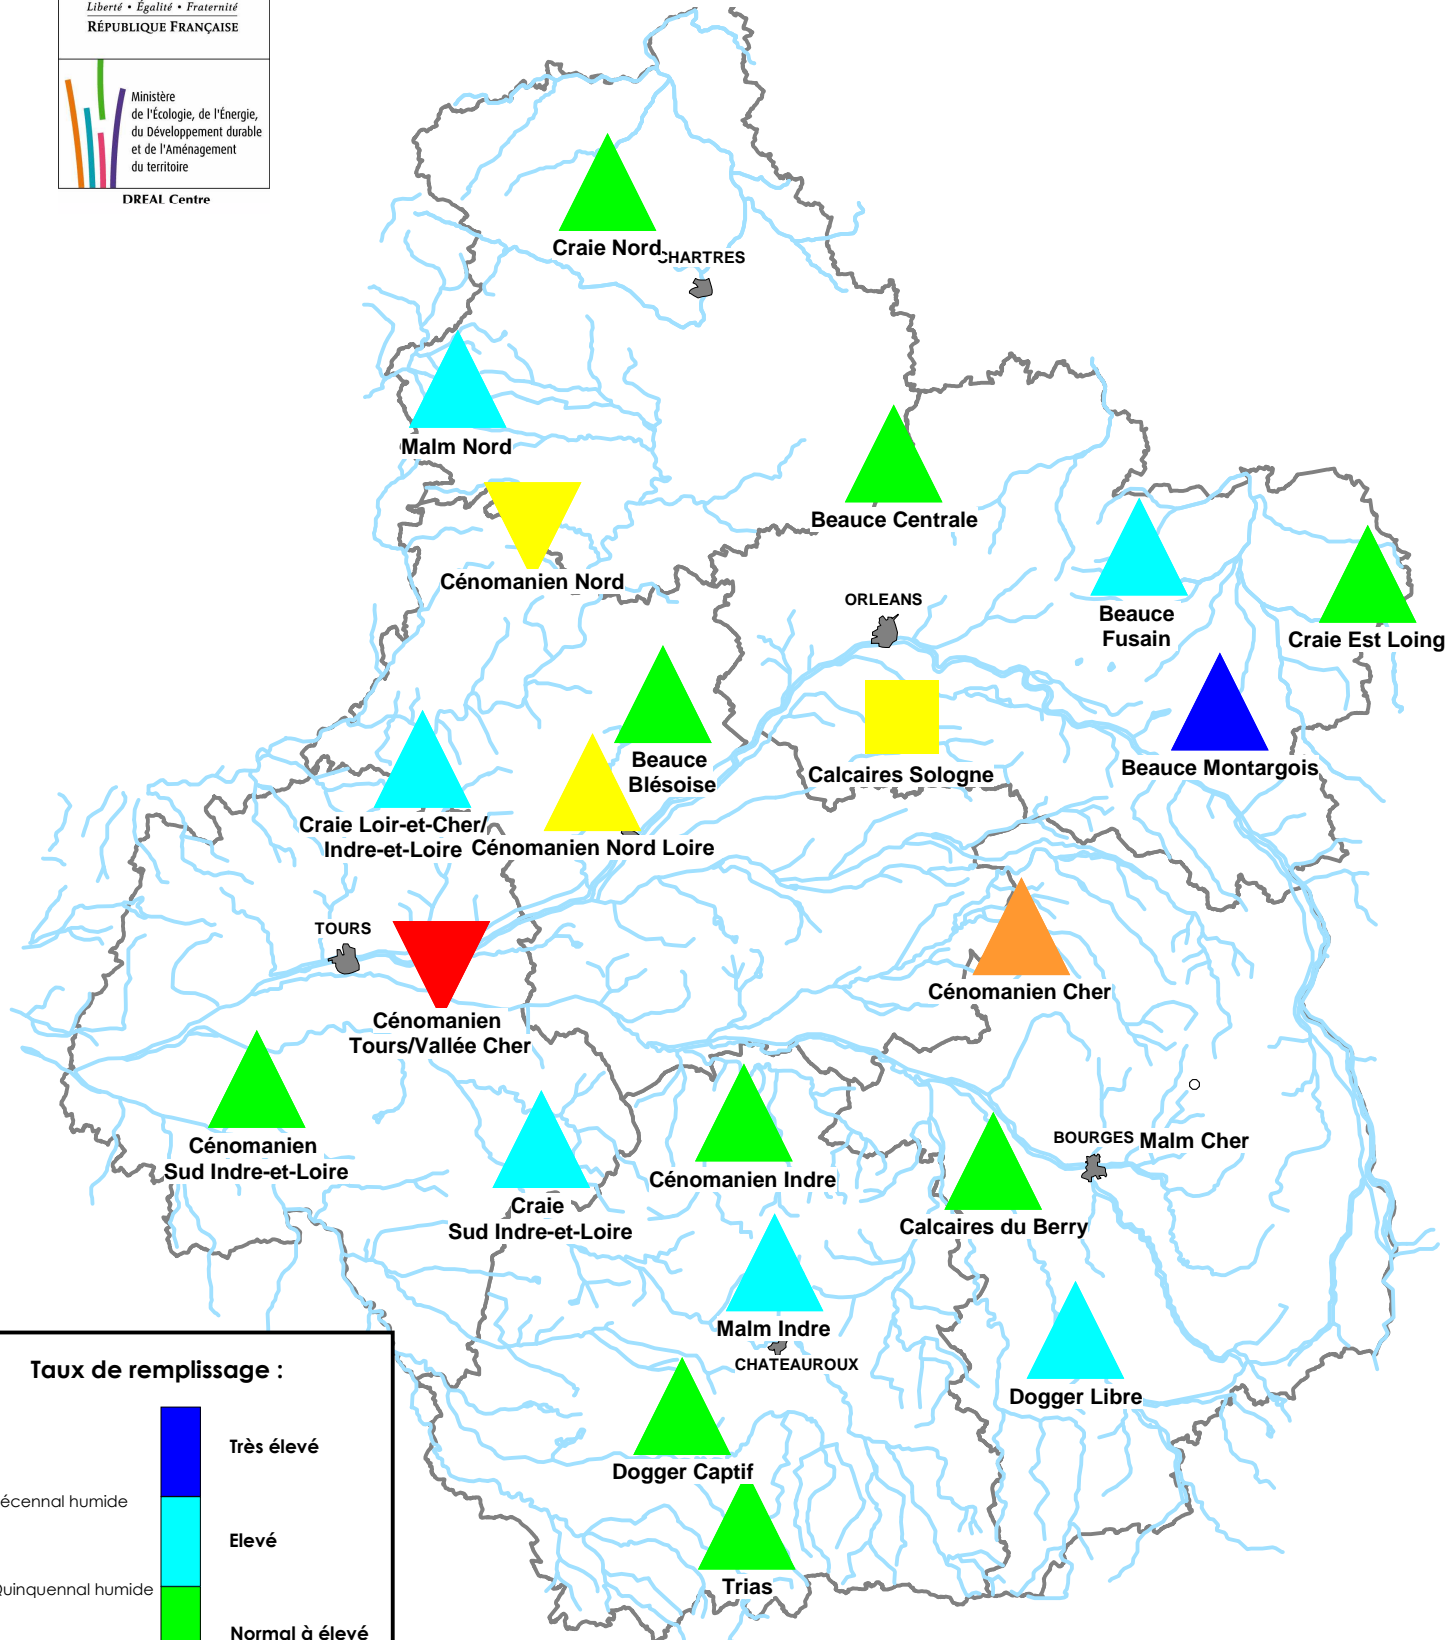 Liberté • Égalité • Fraternité
RÉPUBLIQUE FRANÇAISE
Ministère
de l'Écologie, de l'Énergie,
du Développement durable
et de l'Aménagement
du territoire
DREAL Centre
Craie Nord
CHARTRES
Malm Nord
Beauce Centrale
Cénomanien Nord
ORLEANS
Beauce
Fusain
Craie Est Loing
Beauce
Blésoise
Calcaires Sologne
Beauce Montargois
Craie Loir-et-Cher/
Indre-et-Loire
Cénomanien Nord Loire
TOURS
Cénomanien Cher
Cénomanien
Tours/Vallée Cher
Cénomanien
Sud Indre-et-Loire
BOURGES
Malm Cher
Cénomanien Indre
Craie
Sud Indre-et-Loire
Calcaires du Berry
Malm Indre
CHATEAUROUX
Dogger Libre
Dogger Captif
Trias
Taux de remplissage :
Très élevé
écennal humide
Elevé
Quinquennal humide
Normal à élevé